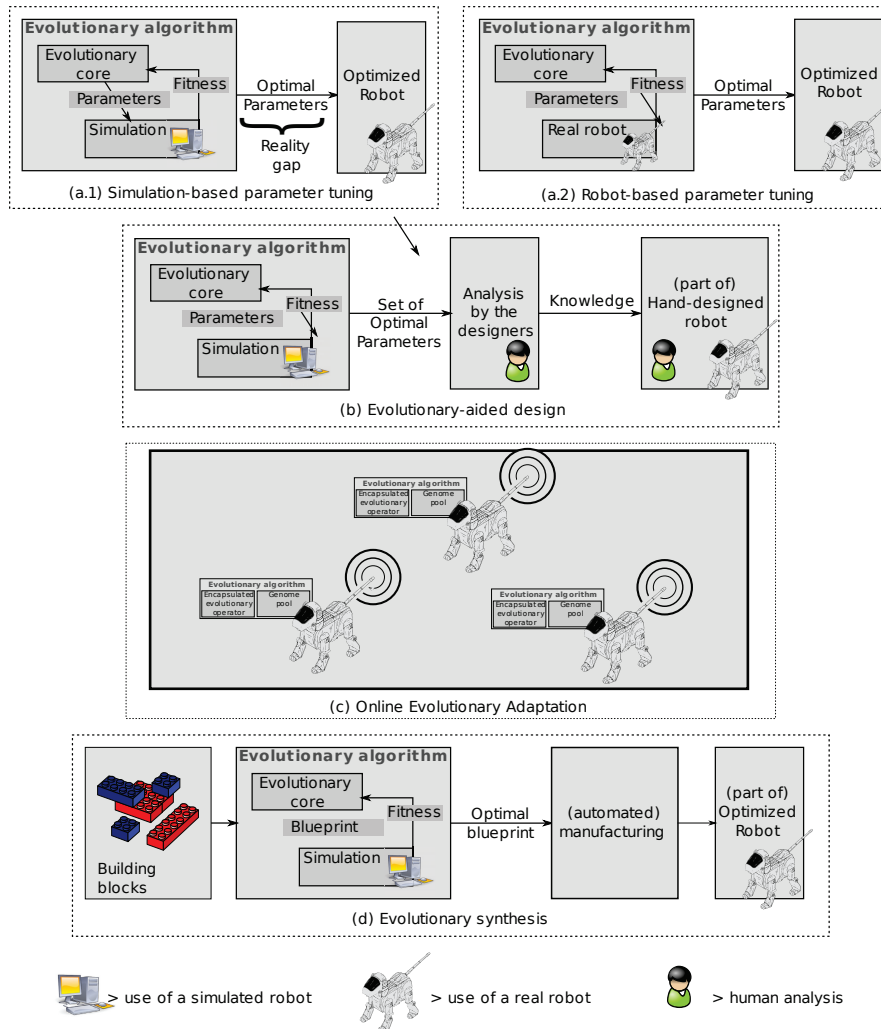 Evolutionary algorithm
Evolutionary
core
Fitness
Parameters
Simulation
Optimal
Parameters
Reality
gap
Optimized
Robot
(a.1) Simulation-based parameter tuning
Evolutionary algorithm
Evolutionary
core
Fitness
Parameters
Real robot
Optimal
Parameters
Optimized
Robot
(a.2) Robot-based parameter tuning
Evolutionary algorithm
Evolutionary
core
Fitness
Parameters
Simulation
Set of
Optimal
Parameters
Analysis
by the
designers
Knowledge
(part of)
Hand-designed
robot
(b) Evolutionary-aided design
Evolutionary algorithm
Encapsulated
evolutionary
operator
Genome
pool
Evolutionary algorithm
Encapsulated
evolutionary
operator
Genome
pool
Evolutionary algorithm
Encapsulated
evolutionary
operator
Genome
pool
(c) Online Evolutionary Adaptation
Building
blocks
Evolutionary algorithm
Evolutionary
core
Fitness
Blueprint
Simulation
Optimal
blueprint
(automated)
manufacturing
(part of)
Optimized
Robot
(d) Evolutionary synthesis
> use of a simulated robot
> use of a real robot
> human analysis